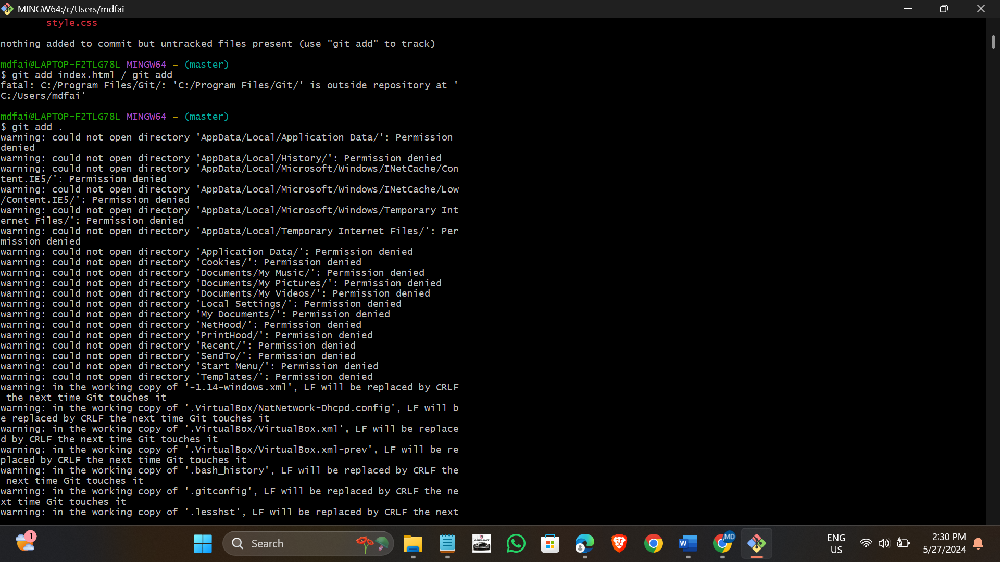 MINGW64:/c/Users/mdfai
style.css
nothing added to commit but untracked files present (use "git add" to track)
mdfai@LAPTOP-F2TLG78L MINGW64 ~ (master)
$ git add index.html / git add
fatal: C:/Program Files/Git/: 'C:/Program Files/Git/' is outside repository at '
C:/Users/mdfai'
mdfai@LAPTOP-F2TLG78L MINGW64 ~ (master)
$ git add .
warning: could not open directory 'AppData/Local/Application Data/': Permission
denied
warning: could not open directory 'AppData/Local/History/': Permission denied
warning: could not open directory 'AppData/Local/Microsoft/Windows/INetCache/Con
tent.IE5/': Permission denied
warning: could not open directory 'AppData/Local/Microsoft/Windows/INetCache/Low
/Content.IE5/': Permission denied
warning: could not open directory 'AppData/Local/Microsoft/Windows/Temporary Int
ernet Files/': Permission denied
warning: could not open directory 'AppData/Local/Temporary Internet Files/': Per
mission denied
warning: could not open directory 'Application Data/': Permission denied
warning: could not open directory 'Cookies/': Permission denied
warning: could not open directory 'Documents/My Music/': Permission denied
warning: could not open directory 'Documents/My Pictures/': Permission denied
warning: could not open directory 'Documents/My Videos/': Permission denied
warning: could not open directory 'Local Settings/': Permission denied
warning: could not open directory 'My Documents/': Permission denied
warning: could not open directory 'NetHood/': Permission denied
warning: could not open directory 'PrintHood/': Permission denied
warning: could not open directory 'Recent/': Permission denied
warning: could not open directory 'SendTo/': Permission denied
warning: could not open directory 'Start Menu/': Permission denied
warning: could not open directory 'Templates/': Permission denied
warning: in the working copy of '-1.14-windows.xml', LF will be replaced by CRLF
 the next time Git touches it
warning: in the working copy of '.VirtualBox/NatNetwork-Dhcpd.config', LF will b
e replaced by CRLF the next time Git touches it
warning: in the working copy of '.VirtualBox/VirtualBox.xml', LF will be replace
d by CRLF the next time Git touches it
warning: in the working copy of '.VirtualBox/VirtualBox.xml-prev', LF will be re
placed by CRLF the next time Git touches it
warning: in the working copy of '.bash_history', LF will be replaced by CRLF the
 next time Git touches it
warning: in the working copy of '.gitconfig', LF will be replaced by CRLF the ne
xt time Git touches it
warning: in the working copy of '.lesshst', LF will be replaced by CRLF the next
1
Search
ASPHALT
W
MD
ENG
US
2:30 PM
5/27/2024